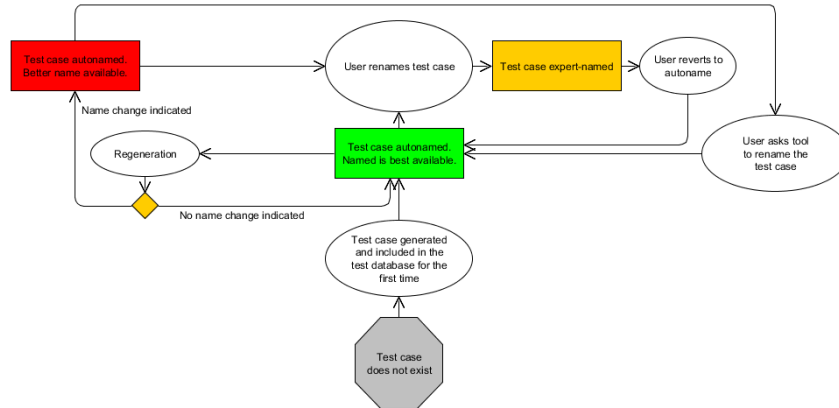 Test case autonamed.
Better name available.
User renames test case
Test case expert-named
User reverts to
autoname
Name change indicated
Regeneration
Test case autonamed.
Named is best available.
User asks tool
to rename the
test case
No name change indicated
Test case generated
and included in the
test database for the
first time
Test case
does not exist